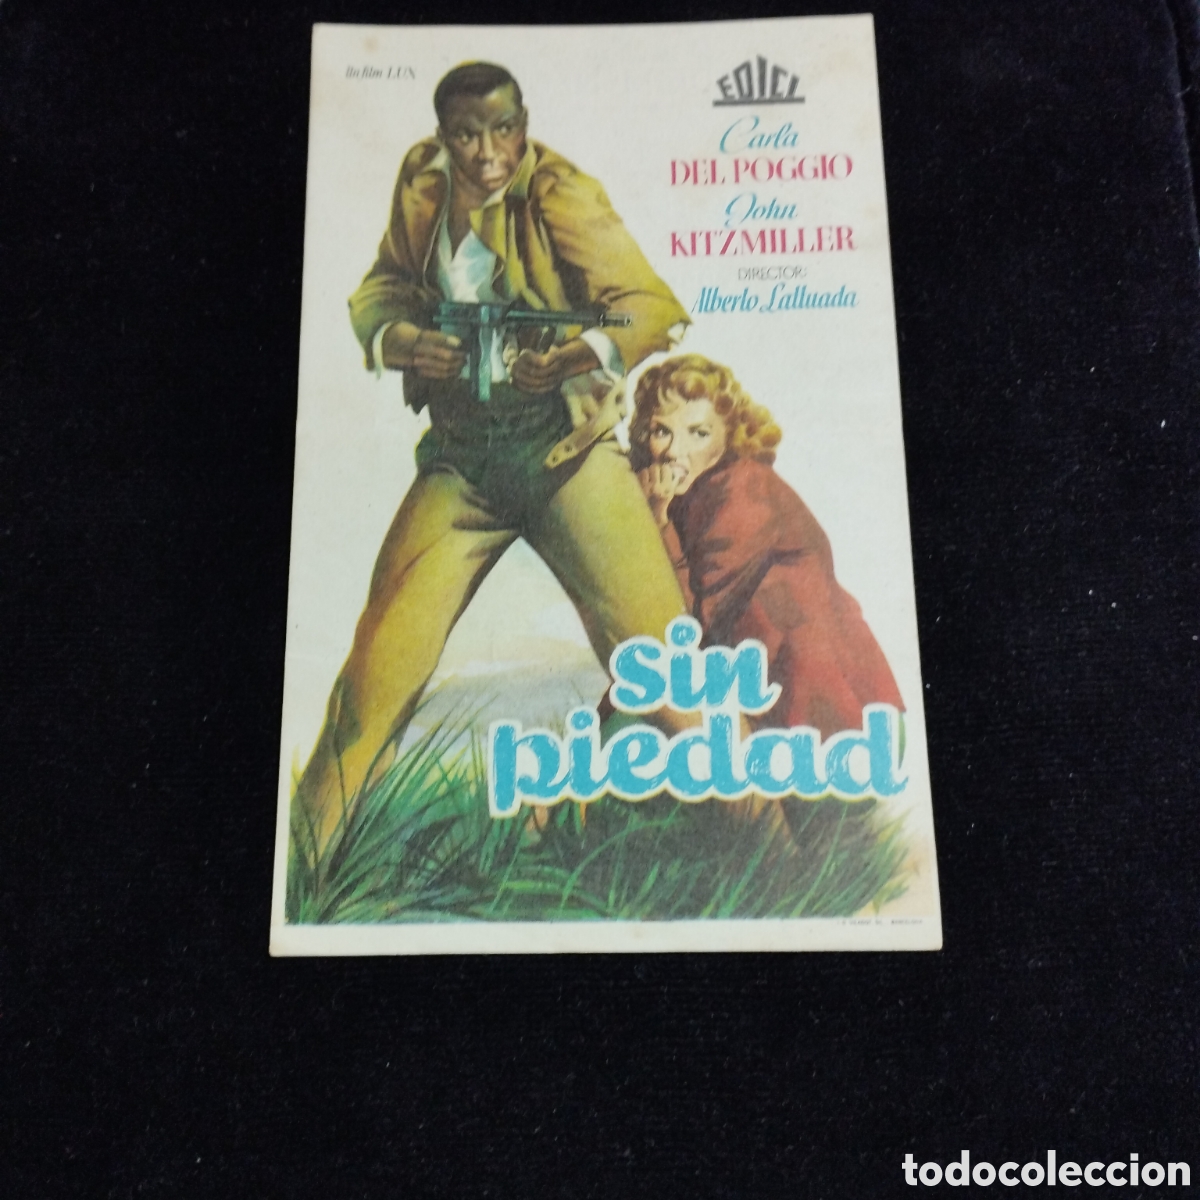 Un film LUX
EDICI
Carla
DEL POGGIO
John
KITZMILLER
DIRECTOR:
Alberto Lattuada
sin
piedad
todocoleccion